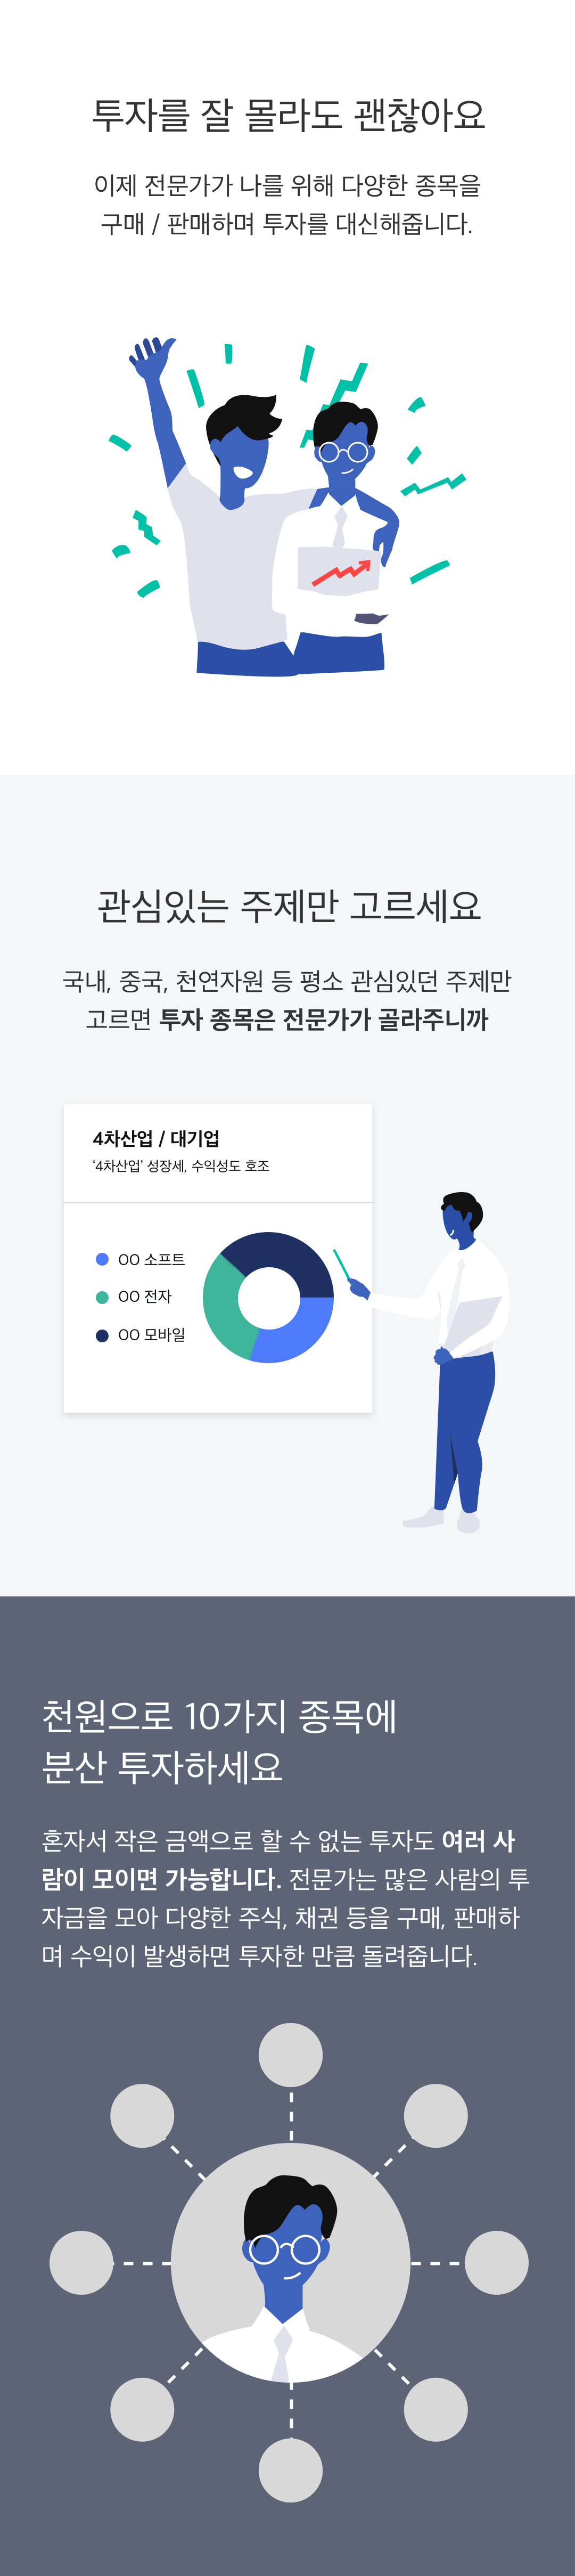 투자를 잘 몰라도 괜찮아요
이제 전문가가 나를 위해 다양한 종목을
구매 / 판매하며 투자를 대신해줍니다.
관심있는 주제만 고르세요
국내, 중국, 천연자원 등 평소 관심있던 주제만
고르면 투자 종목은 전문가가 골라주니까
4차산업 / 대기업
‘4차산업’ 성장세, 수익성도 호조
OO 소프트
OO 전자
OO 모바일
천원으로 10가지 종목에
분산 투자하세요
혼자서 작은 금액으로 할 수 없는 투자도 여러 사
람이 모이면 가능합니다. 전문가는 많은 사람의 투
자금을 모아 다양한 주식, 채권 등을 구매, 판매하
며 수익이 발생하면 투자한 만큼 돌려줍니다.